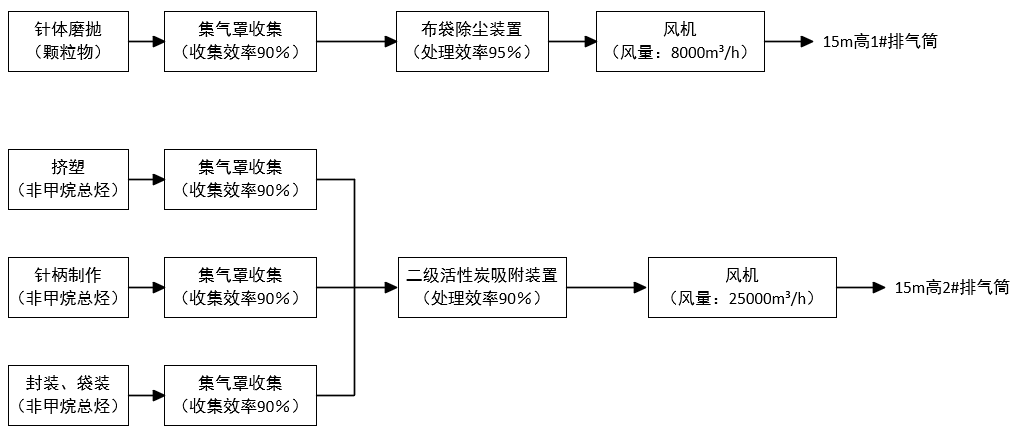 针体磨抛
（颗粒物）
集气罩收集
（收集效率90%）
布袋除尘装置
（处理效率95%）
风机
（风量：8000m³/h）
15m高1#排气筒
挤塑
（非甲烷总烃）
集气罩收集
（收集效率90%）
针柄制作
（非甲烷总烃）
集气罩收集
（收集效率90%）
二级活性炭吸附装置
（处理效率90%）
风机
（风量：25000m³/h）
15m高2#排气筒
封装、袋装
（非甲烷总烃）
集气罩收集
（收集效率90%）